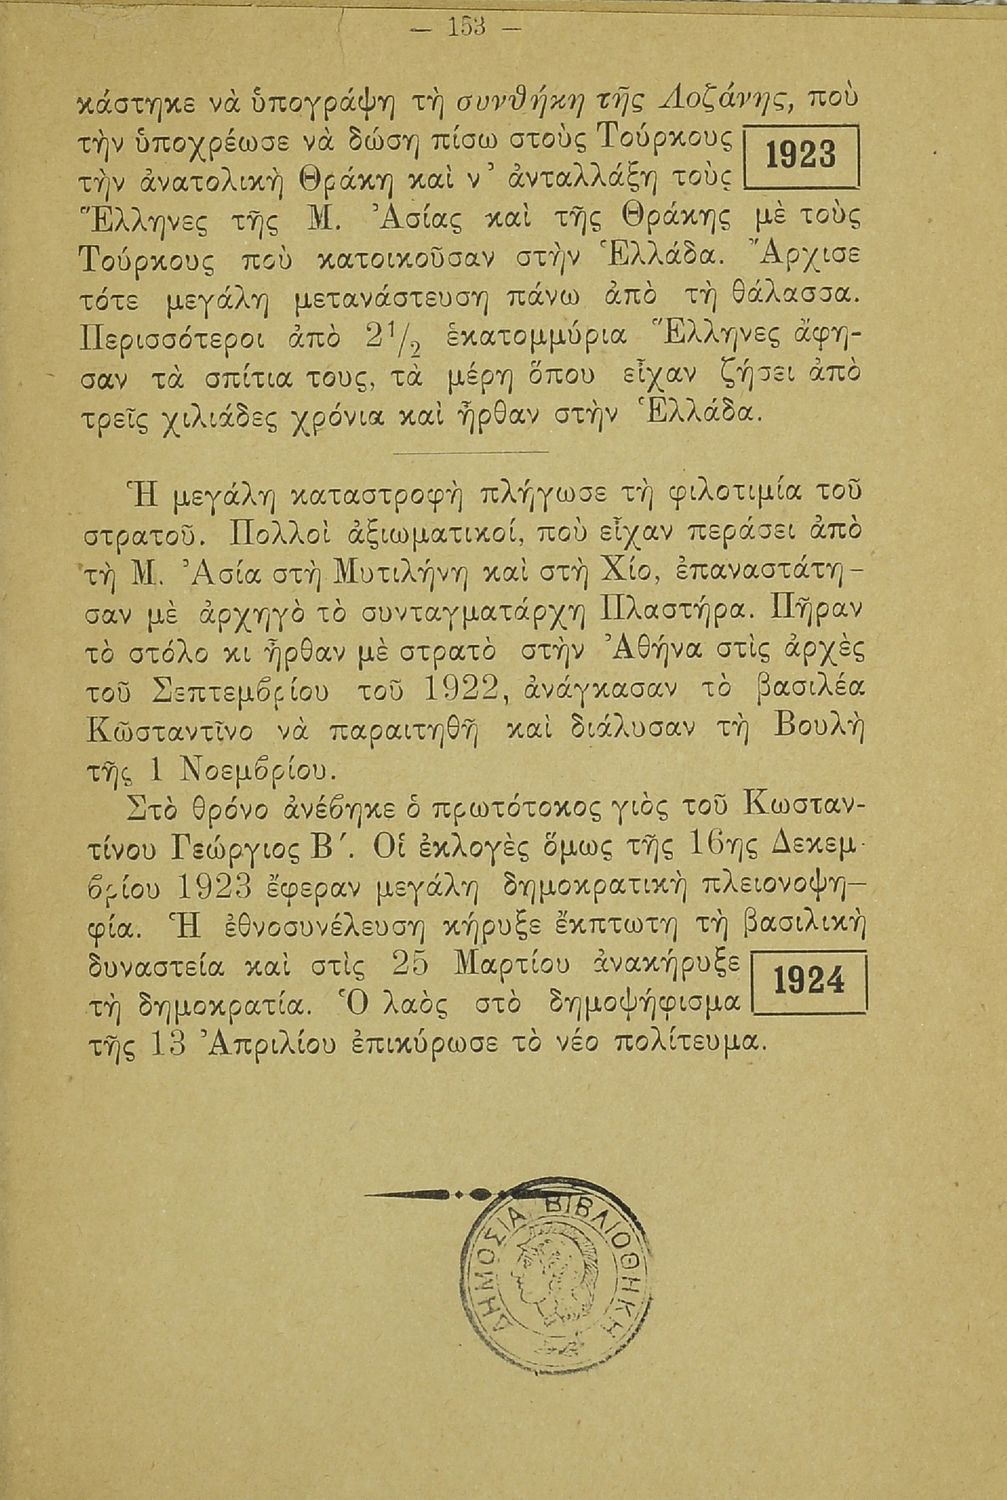 — 153 —
κάστηκε νὰ ὑπογράψη τὴ συνθήκη τῆς Λοζάνης, ποὺ
τὴν ὑποχρέωσε νὰ δώση πίσω στοὺς Τούρκους
1923
τὴν ἀνατολικὴ Θράκη καὶ ν᾿ ἀνταλλάξη τοὺς
Ἕλληνες τῆς Μ. Ἀσίας καὶ τῆς Θράκης μὲ τοὺς
Τούρκους ποὺ κατοικοῦσαν στὴν Ἑλλάδα. Ἄρχισε
τότε μεγάλη μετανάστευση πάνω ἀπὸ τὴ θάλασσα.
Περισσότεροι ἀπὸ 2¹/₂ ἑκατομμύρια Ἕλληνες ἄφη-
σαν τὰ σπίτια τους, τὰ μέρη ὅπου εἶχαν ζήσει ἀπὸ
τρεῖς χιλιάδες χρόνια καὶ ἦρθαν στὴν Ἑλλάδα.
Ἡ μεγάλη καταστροφὴ πλήγωσε τὴ φιλοτιμία τοῦ
στρατοῦ. Πολλοὶ ἀξιωματικοί, ποὺ εἶχαν περάσει ἀπὸ
τὴ Μ. Ἀσία στὴ Μυτιλήνη καὶ στὴ Χίο, ἐπαναστάτη-
σαν μὲ ἀρχηγὸ τὸ συνταγματάρχη Πλαστήρα. Πῆραν
τὸ στόλο κι ἦρθαν μὲ στρατὸ στὴν Ἀθήνα στὶς ἀρχὲς
τοῦ Σεπτεμβρίου τοῦ 1922, ἀνάγκασαν τὸ βασιλέα
Κῶσταντῖνο νὰ παραιτηθῆ καὶ διάλυσαν τὴ Βουλὴ
τῆς 1 Νοεμβρίου.
Στὸ θρόνο ἀνέβηκε ὁ πρωτότοκος γιὸς τοῦ Κωσταν-
τίνου Γεώργιος Β΄. Οἱ ἐκλογὲς ὅμως τῆς 16ης Δεκεμ-
βρίου 1923 ἔφεραν μεγάλη δημοκρατικὴ πλειονοψη—
φία. Ἡ ἐθνοσυνέλευση κήρυξε ἔκπτωτη τὴ βασιλικὴ
δυναστεία καὶ στὶς 25 Μαρτίου ἀνακήρυξε
1924
τὴ δημοκρατία. Ὁ λαὸς στὸ δημοψήφισμα
τῆς 13 Ἀπριλίου ἐπικύρωσε τὸ νέο πολίτευμα.
ΔΗΜΟΣΙΑ ΒΙΒΛΙΟΘΗΚΗ